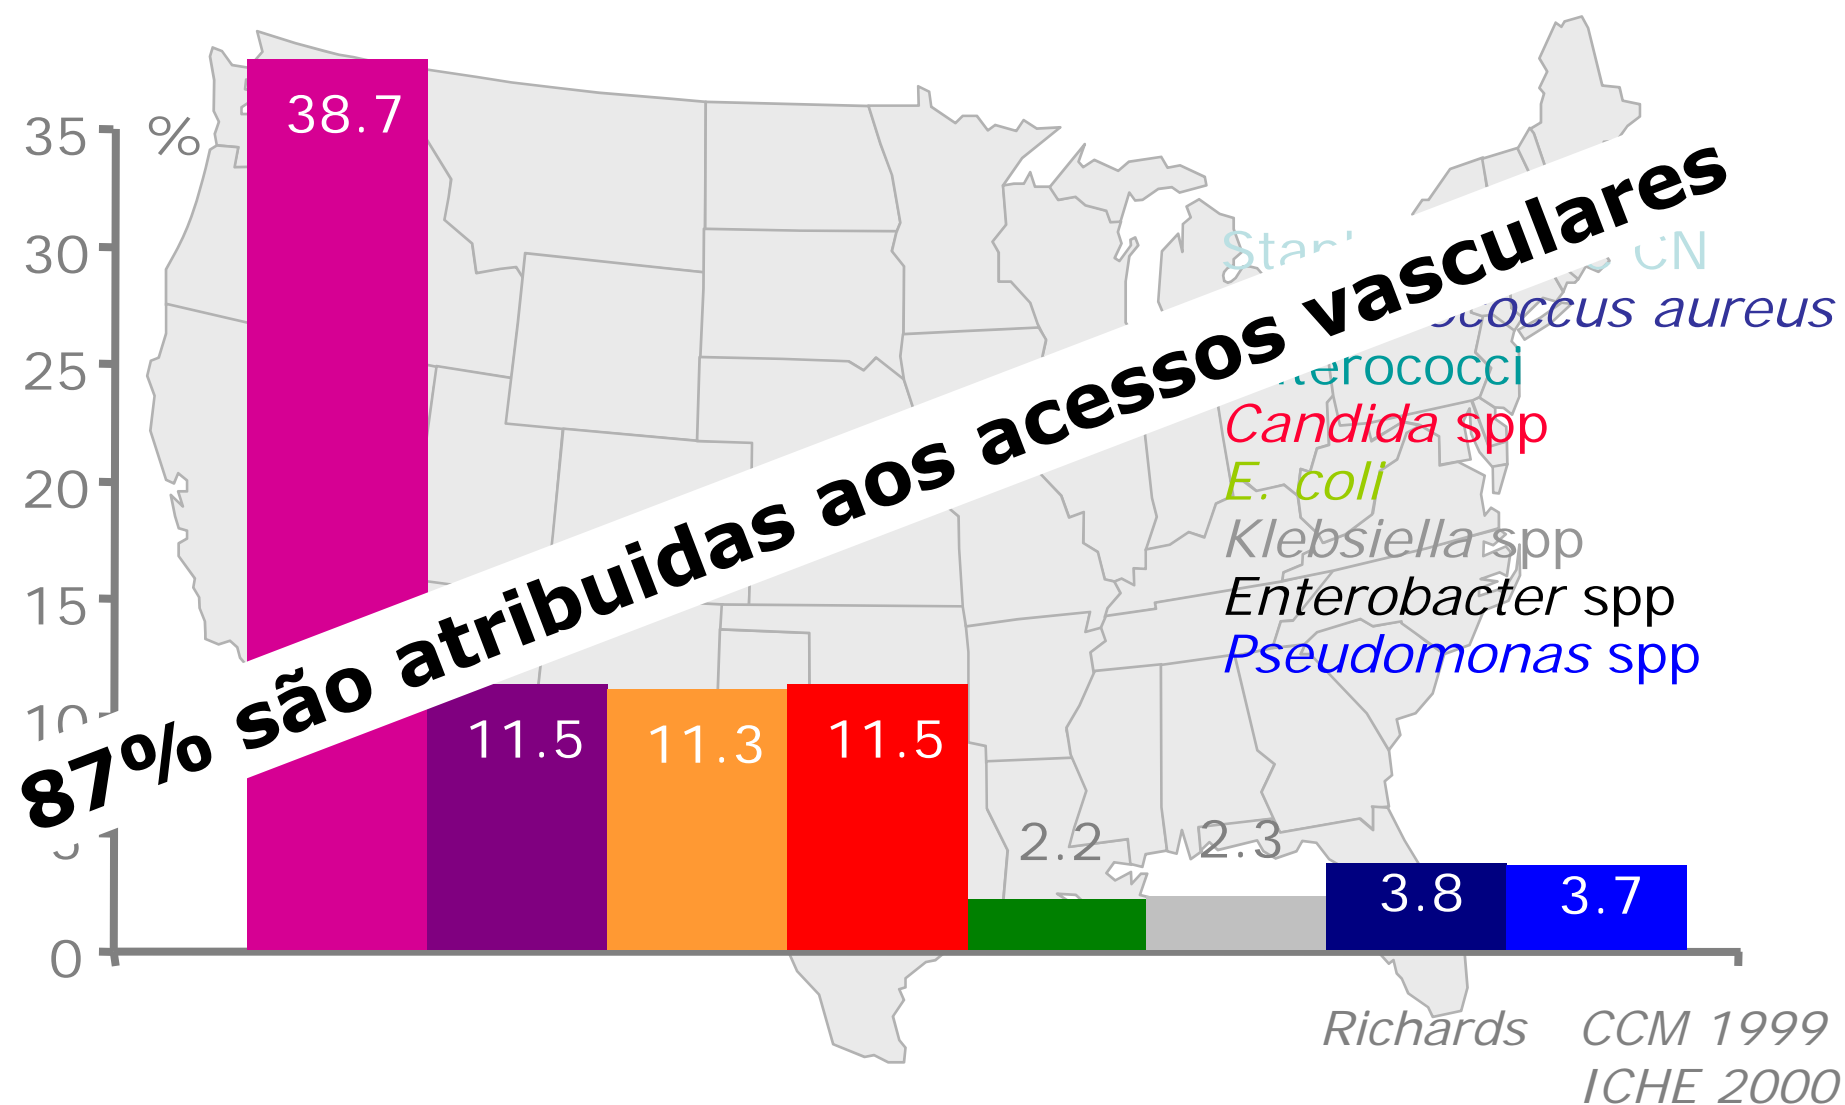 35
%
38.7
30
25
20
15
10
5
0
87% são atribuidas aos acessos vasculares
CN
aureus
Candida spp
E. coli
Klebsiella spp
Enterobacter spp
Pseudomonas spp
11.5
11.3
11.5
2.2
2.3
3.8
3.7
Richards CCM 1999
ICHE 2000